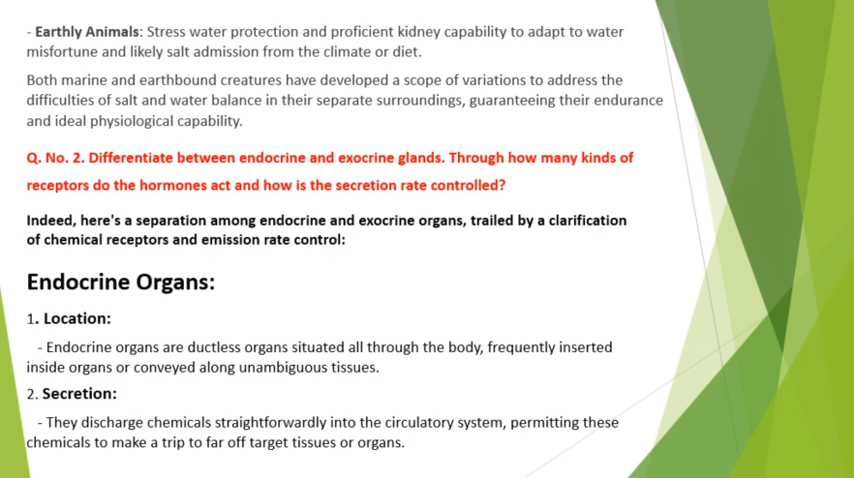 - Earthly Animals: Stress water protection and proficient kidney capability to adapt to water
misfortune and likely salt admission from the climate or diet.
Both marine and earthbound creatures have developed a scope of variations to address the
difficulties of salt and water balance in their separate surroundings, guaranteeing their endurance
and ideal physiological capability.
Q. No. 2. Differentiate between endocrine and exocrine glands. Through how many kinds of
receptors do the hormones act and how is the secretion rate controlled?
Indeed, here's a separation among endocrine and exocrine organs, trailed by a clarification
of chemical receptors and emission rate control:
Endocrine Organs:
1. Location:
- Endocrine organs are ductless organs situated all through the body, frequently inserted
inside organs or conveyed along unambiguous tissues.
2. Secretion:
- They discharge chemicals straightforwardly into the circulatory system, permitting these
chemicals to make a trip to far off target tissues or organs.